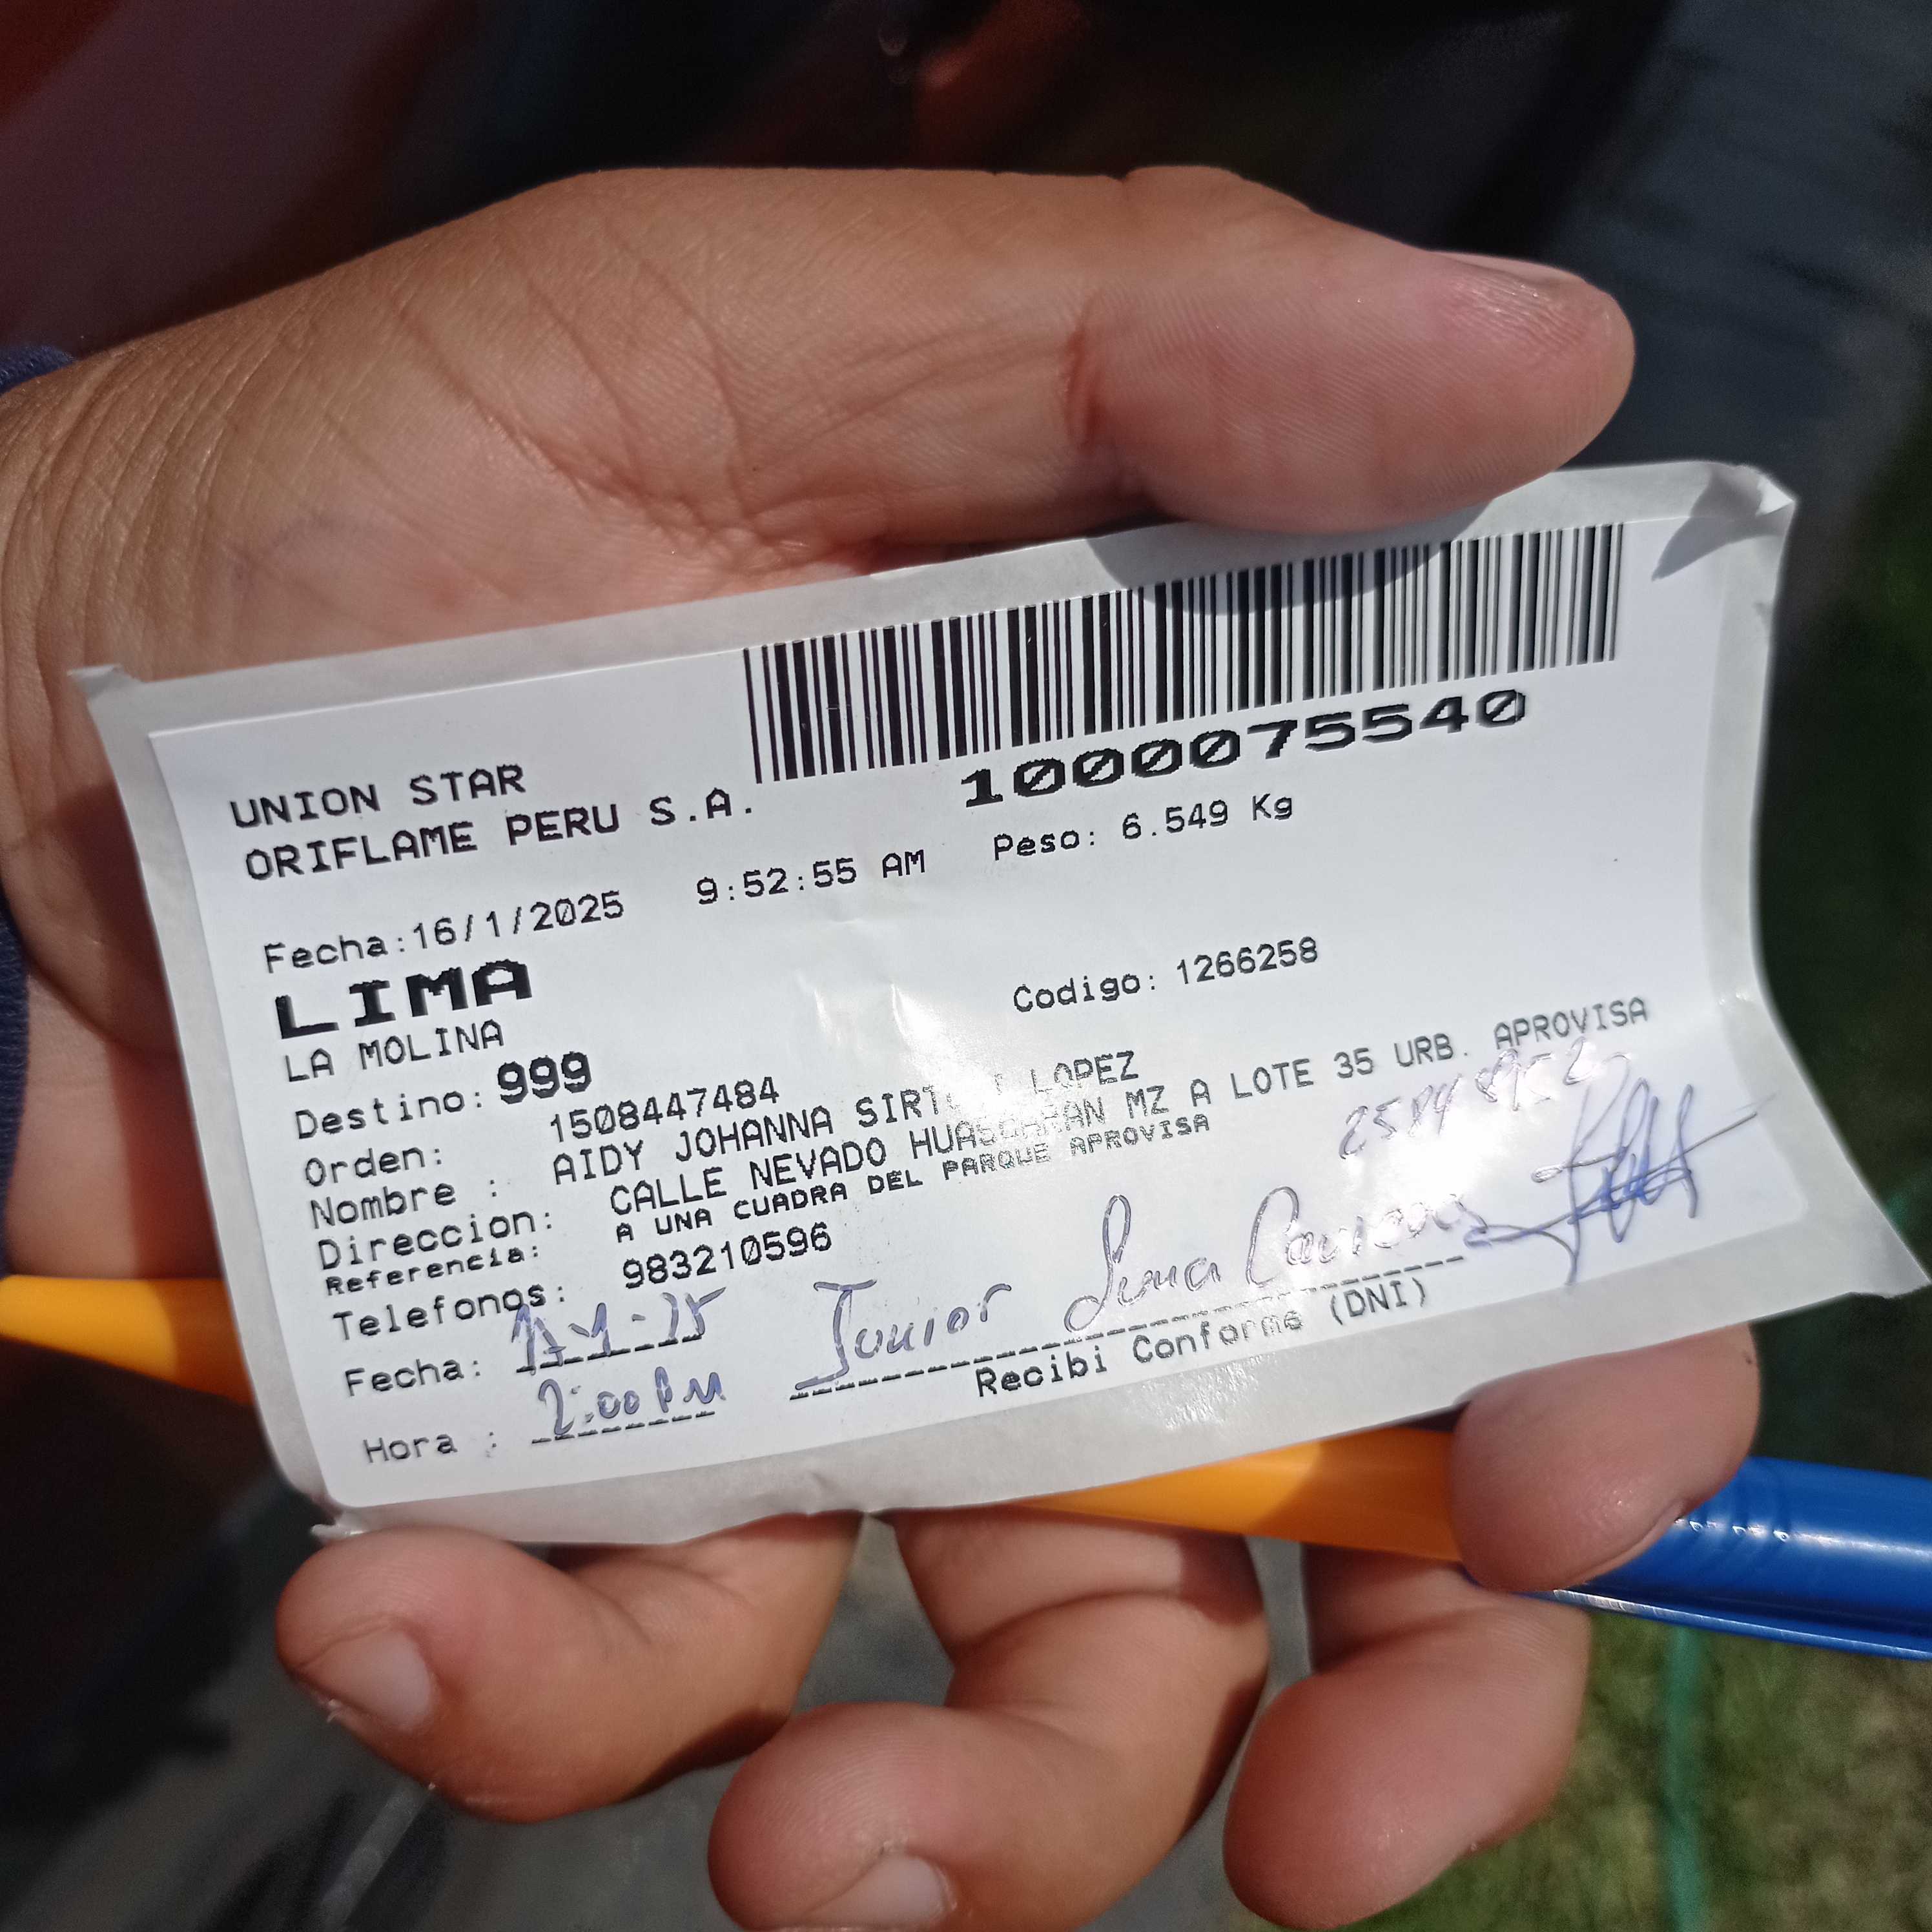 1000075540
UNION STAR
ORIFLAME PERU S.A.
Fecha:16/1/2025 9:52:55 AM Peso: 6.549 Kg
LIMA
LA MOLINA Codigo: 1266258
Destino: 999
Orden: 1508447484
Nombre : AIDY JOHANNA LOPEZ
Direccion: CALLE NEVADO HUASCARAN MZ A LOTE 35 URB. APROVISA
Referencia: A UNA CUADRA DEL PARQUE APROVISA
Telefonos: 983210596
Fecha: 17-1-25
Junior
Hora : 2:00 PM
Recibi Conforme (DNI)